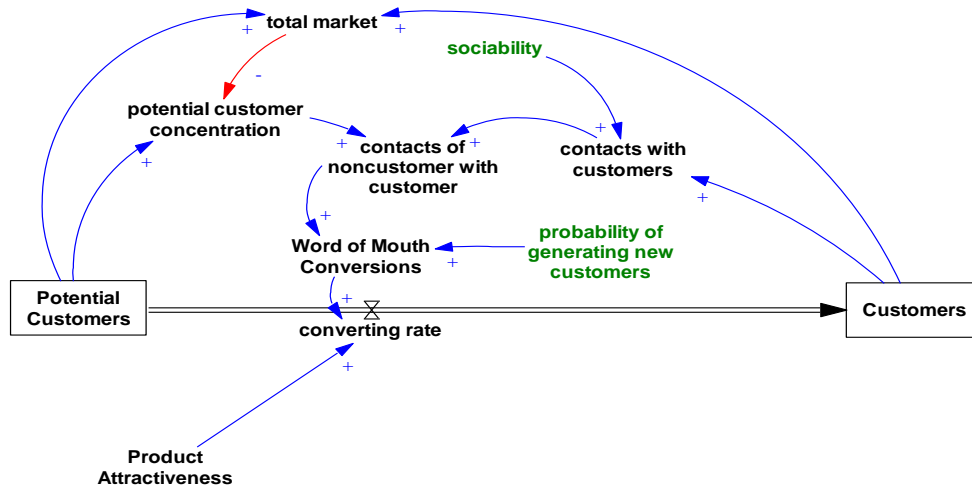 total market
+
+
sociability
-
potential customer
concentration
+
+
contacts of
noncustomer with
customer
+
+
contacts with
customers
+
+
Word of Mouth
Conversions
+
probability of
generating new
customers
Potential
Customers
+
converting rate
Customers
+
Product
Attractiveness